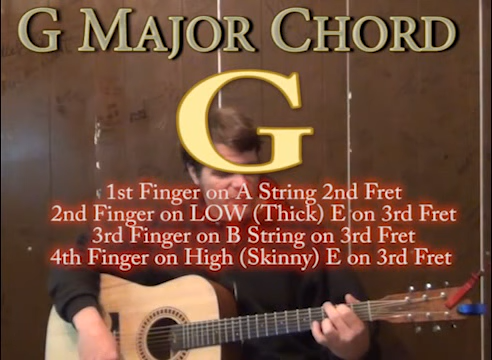 G Major Chord
G
1st Finger on A String 2nd Fret
2nd Finger on LOW (Thick) E on 3rd Fret
3rd Finger on B String on 3rd Fret
4th Finger on High (Skinny) E on 3rd Fret